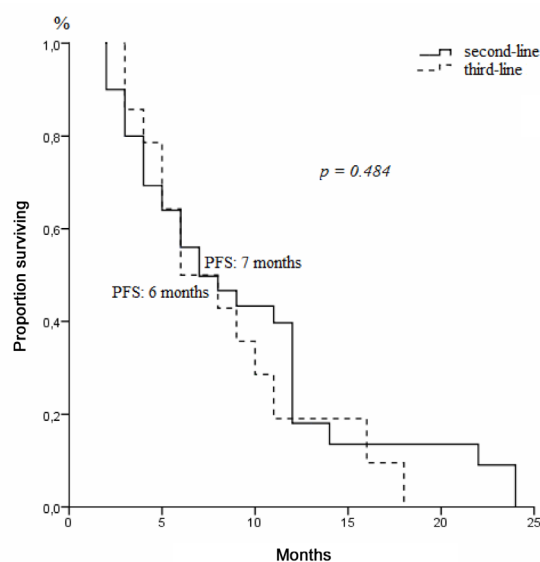 %
1,0
0,8
0,6
0,4
0,2
0,0
0
5
10
15
20
25
second-line
third-line
p = 0.484
PFS: 7 months
PFS: 6 months
Proportion surviving
Months